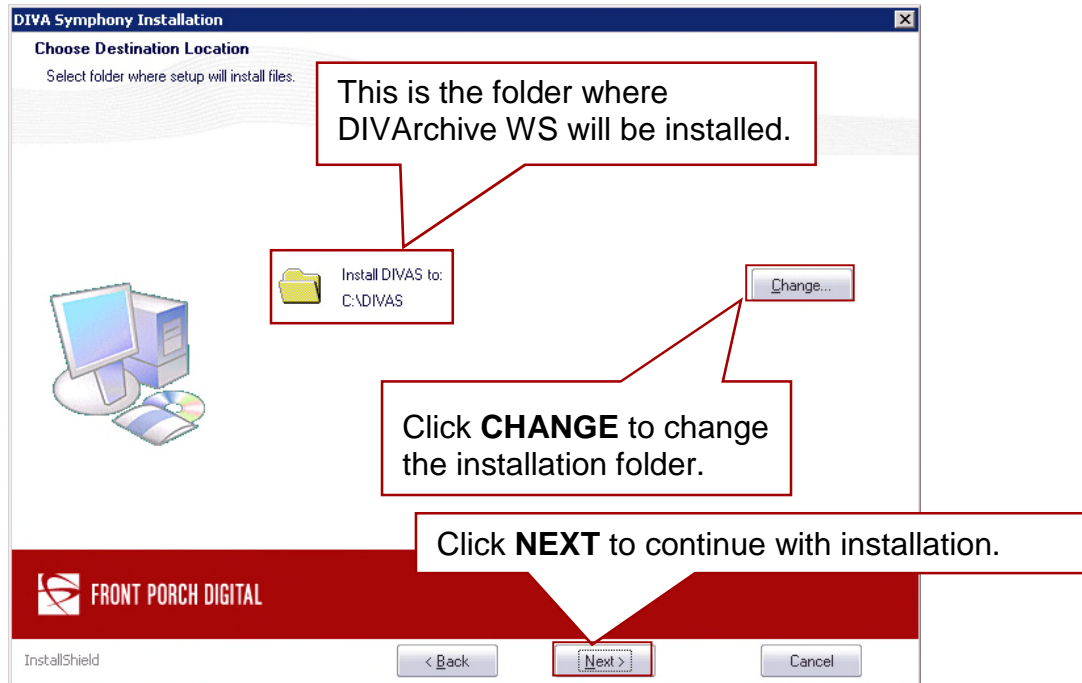 DIVA Symphony Installation
Choose Destination Location
Select folder where setup will install files.
This is the folder where
DIVArchive WS will be installed.
Install DIVAS to:
C:\DIVAS
Change...
Click CHANGE to change
the installation folder.
Click NEXT to continue with installation.
FRONT PORCH DIGITAL
InstallShield
< Back
Next >
Cancel